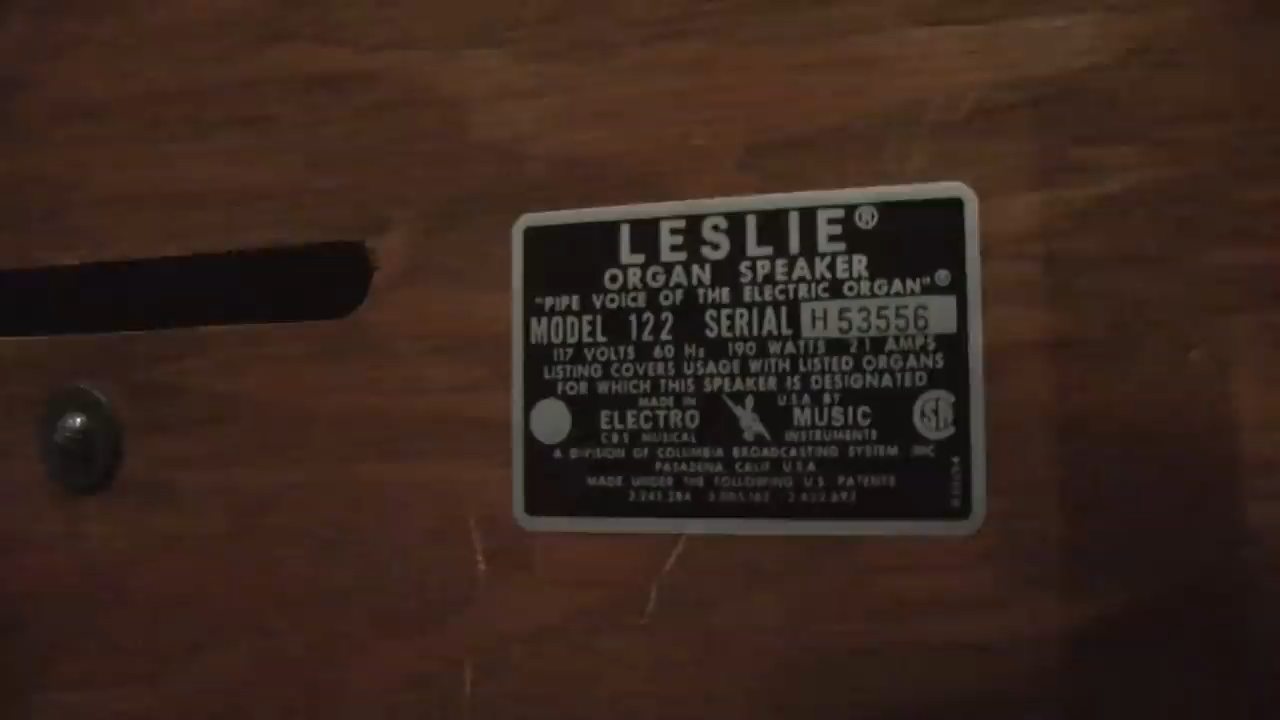 LESLIE®
ORGAN SPEAKER
"PIPE VOICE OF THE ELECTRIC ORGAN"®
MODEL 122 SERIAL H 53556
117 VOLTS 60 Hz 190 WATTS 2.1 AMPS
LISTING COVERS USAGE WITH LISTED ORGANS
FOR WHICH THIS SPEAKER IS DESIGNATED
MADE IN U.S.A. BY
ELECTRO MUSIC
CBS MUSICAL INSTRUMENTS
A DIVISION OF COLUMBIA BROADCASTING SYSTEM INC
PASADENA, CALIF. U.S.A.
MADE UNDER THE FOLLOWING U.S. PATENTS